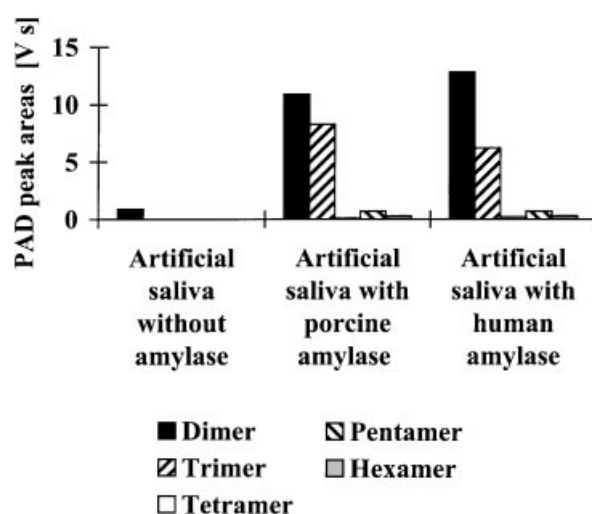 PAD peak areas [V s]
15
10
5
0
Artificial saliva without amylase
Artificial saliva with porcine amylase
Artificial saliva with human amylase
Dimer
Pentamer
Trimer
Hexamer
Tetramer